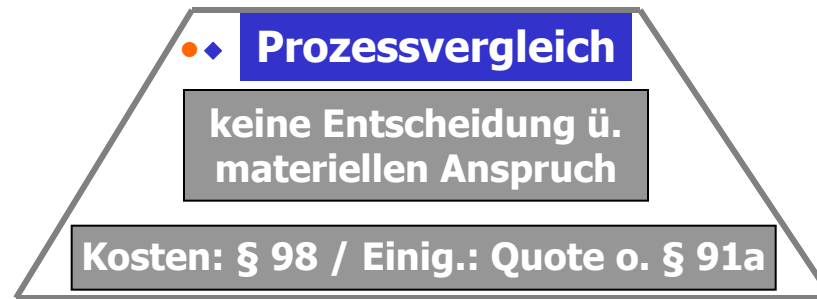 Prozessvergleich
keine Entscheidung ü.
materiellen Anspruch
Kosten: § 98 / Einig.: Quote o. § 91a